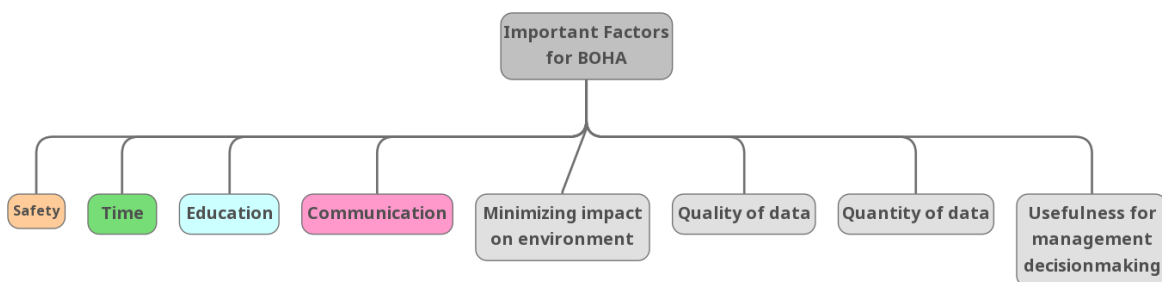 Important Factors
for BOHA
Safety
Time
Education
Communication
Minimizing impact
on environment
Quality of data
Quantity of data
Usefulness for
management
decisionmaking